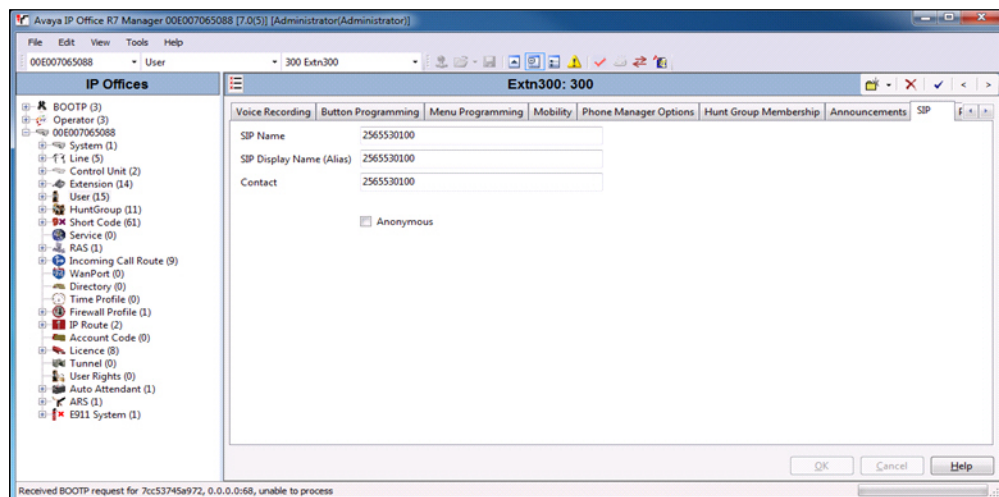 Avaya IP Office R7 Manager 00E007065088 [7.0(5)] [Administrator(Administrator)]
File Edit View Tools Help
00E007065088 User 300 Extn300
IP Offices
BOOTP (3)
Operator (3)
00E007065088
System (1)
Line (5)
Control Unit (2)
Extension (14)
User (15)
HuntGroup (11)
Short Code (61)
Service (0)
RAS (1)
Incoming Call Route (9)
WanPort (0)
Directory (0)
Time Profile (0)
Firewall Profile (1)
IP Route (2)
Account Code (0)
Licence (8)
Tunnel (0)
User Rights (0)
Auto Attendant (1)
ARS (1)
E911 System (1)
Extn300: 300
Voice Recording Button Programming Menu Programming Mobility Phone Manager Options Hunt Group Membership Announcements SIP
SIP Name 2565530100
SIP Display Name (Alias) 2565530100
Contact 2565530100
Anonymous
OK Cancel Help
Received BOOTP request for 7cc53745a972, 0.0.0.0:68, unable to process